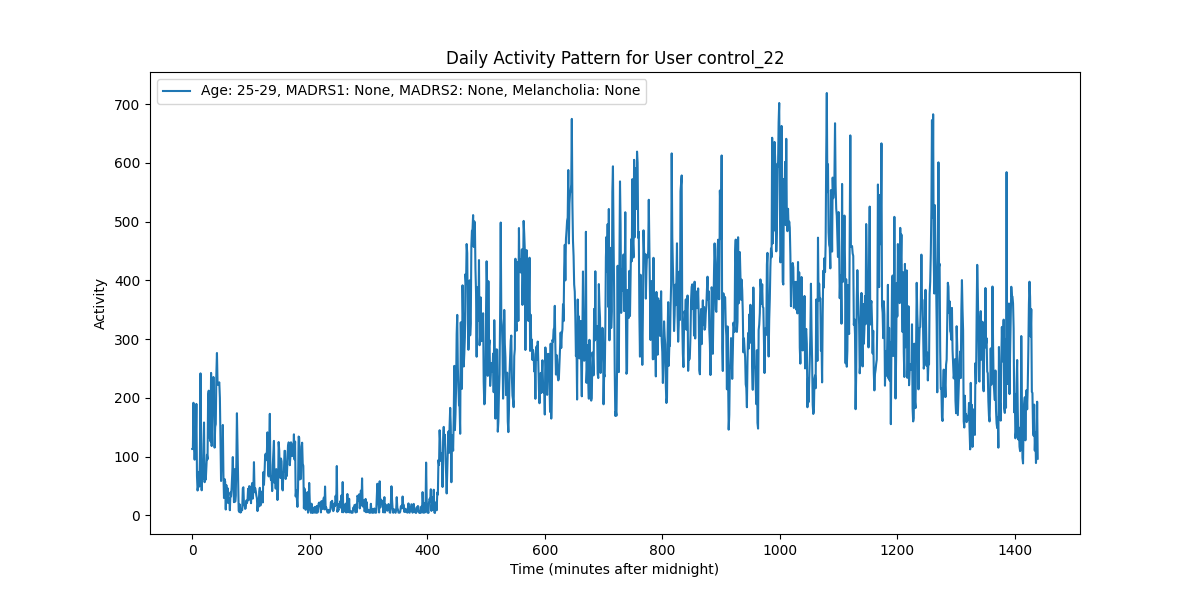 Daily Activity Pattern for User control_22
Age: 25-29, MADRS1: None, MADRS2: None, Melancholia: None
700
600
500
400
300
200
100
0
Activity
0 200 400 600 800 1000 1200 1400
Time (minutes after midnight)